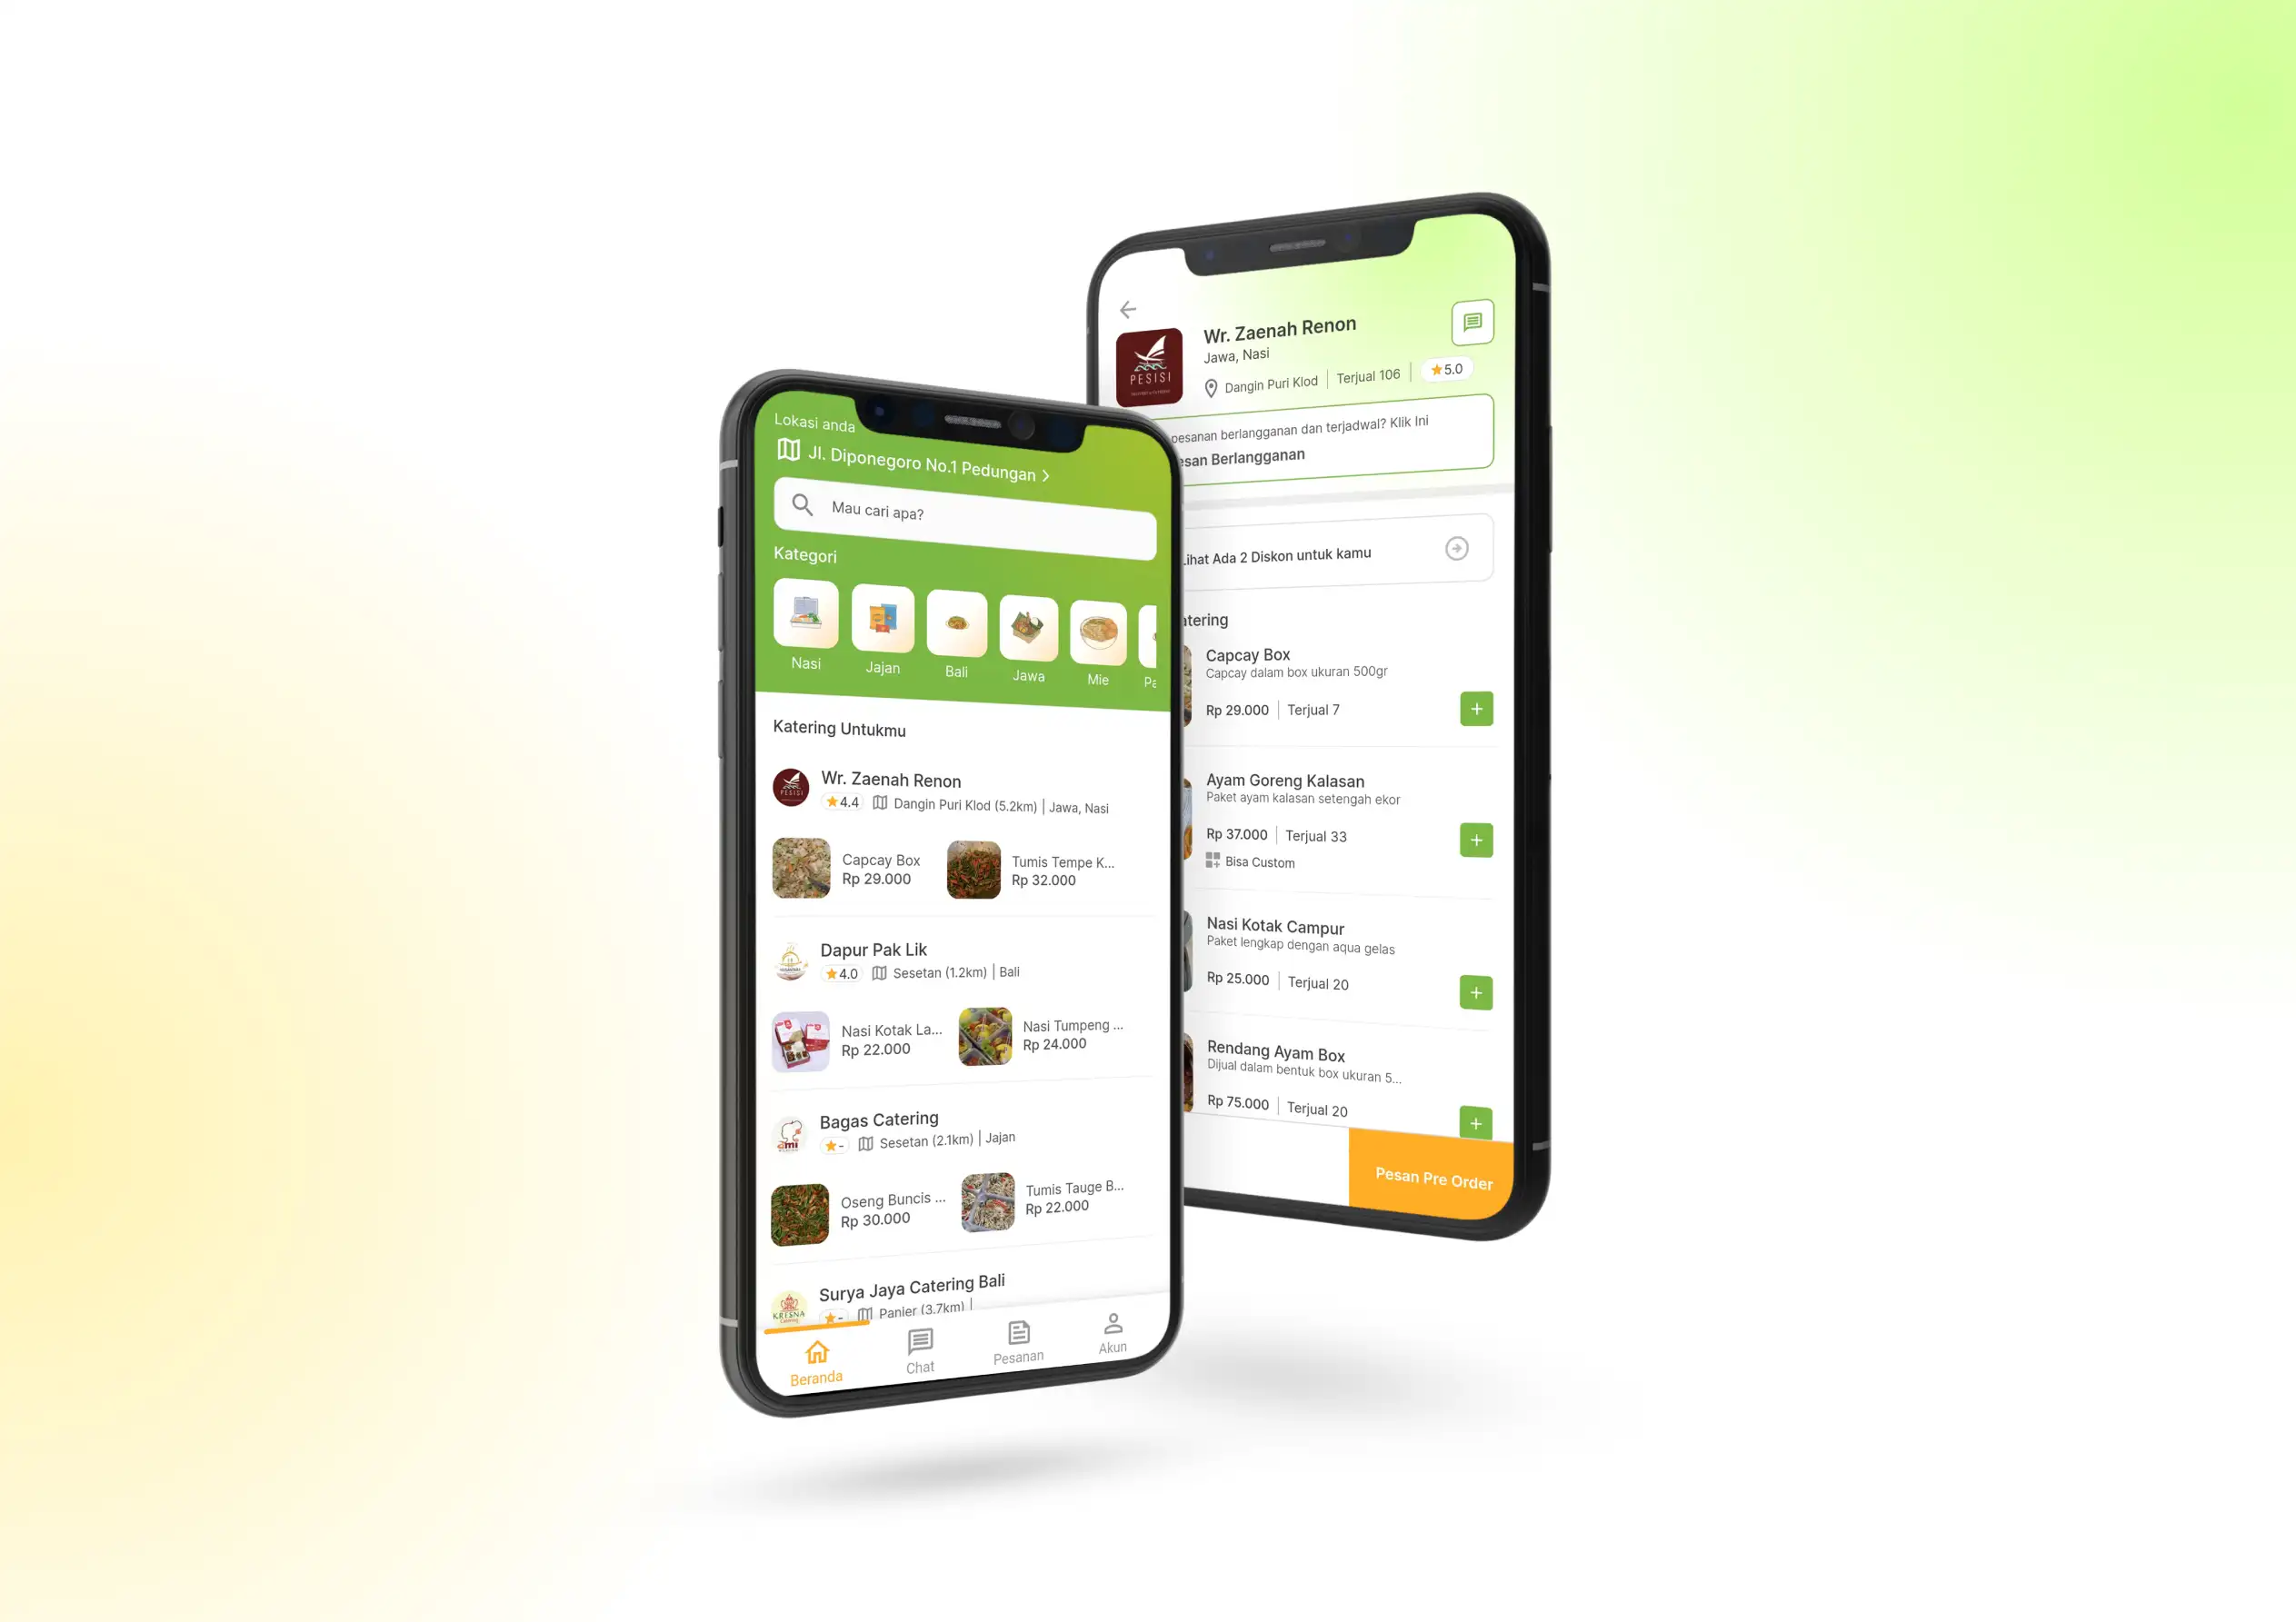 Lokasi anda
Jl. Diponegoro No.1 Pedungan
Mau cari apa?
Kategori
Nasi
Jajan
Bali
Jawa
Mie
Katering Untukmu
PESISI
Wr. Zaenah Renon
4.4
Dangin Puri Klod (5.2km) | Jawa, Nasi
Capcay Box
Rp 29.000
Tumis Tempe K...
Rp 32.000
Dapur Pak Lik
4.0
Sesetan (1.2km) | Bali
Nasi Kotak La...
Rp 22.000
Nasi Tumpeng ...
Rp 24.000
ami
Bagas Catering
-
Sesetan (2.1km) | Jajan
Oseng Buncis ...
Rp 30.000
Tumis Tauge B...
Rp 22.000
KRESNA
Catering
Surya Jaya Catering Bali
-
Panjer (3.7km) |
Beranda
Chat
Pesanan
Akun
PESISI
Wr. Zaenah Renon
Jawa, Nasi
Dangin Puri Klod | Terjual 106 | 5.0
pesanan berlangganan dan terjadwal? Klik Ini
esan Berlangganan
ihat Ada 2 Diskon untuk kamu
atering
Capcay Box
Capcay dalam box ukuran 500gr
Rp 29.000 | Terjual 7
Ayam Goreng Kalasan
Paket ayam kalasan setengah ekor
Rp 37.000 | Terjual 33
Bisa Custom
Nasi Kotak Campur
Paket lengkap dengan aqua gelas
Rp 25.000 | Terjual 20
Rendang Ayam Box
Dijual dalam bentuk box ukuran 5...
Rp 75.000 | Terjual 20
Pesan Pre Order